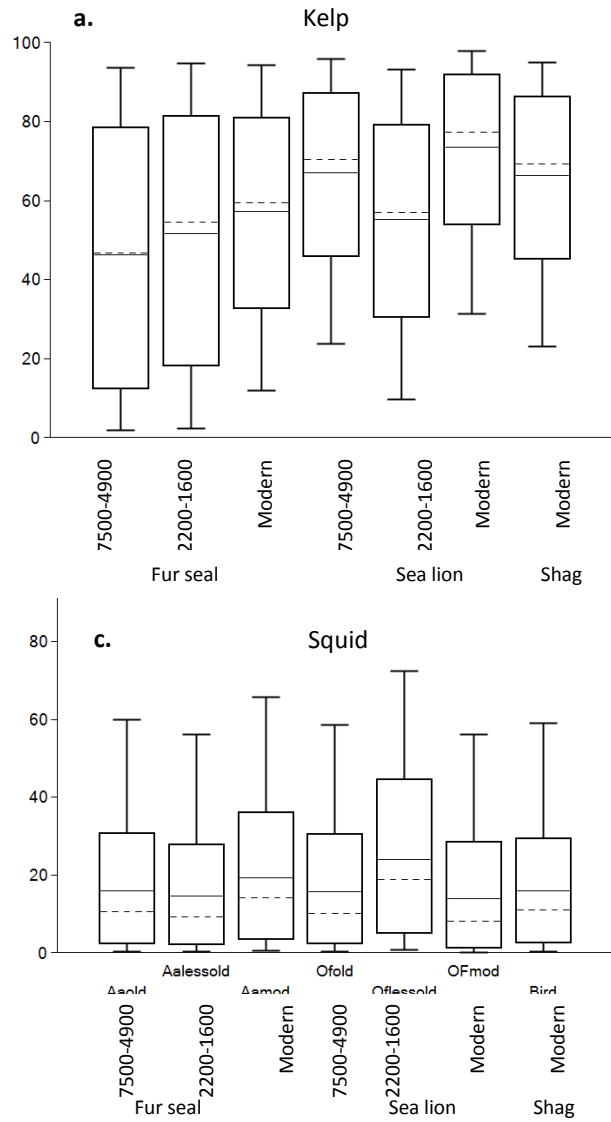 a. Kelp
100
80
60
40
20
0
7500-4900 2200-1600 Modern 7500-4900 2200-1600 Modern Modern
Fur seal Sea lion Shag
c. Squid
80
60
40
20
0
Aalessold Ofold OFmod
Aaold Aamod Oflessold Bird
7500-4900 2200-1600 Modern 7500-4900 2200-1600 Modern Modern
Fur seal Sea lion Shag